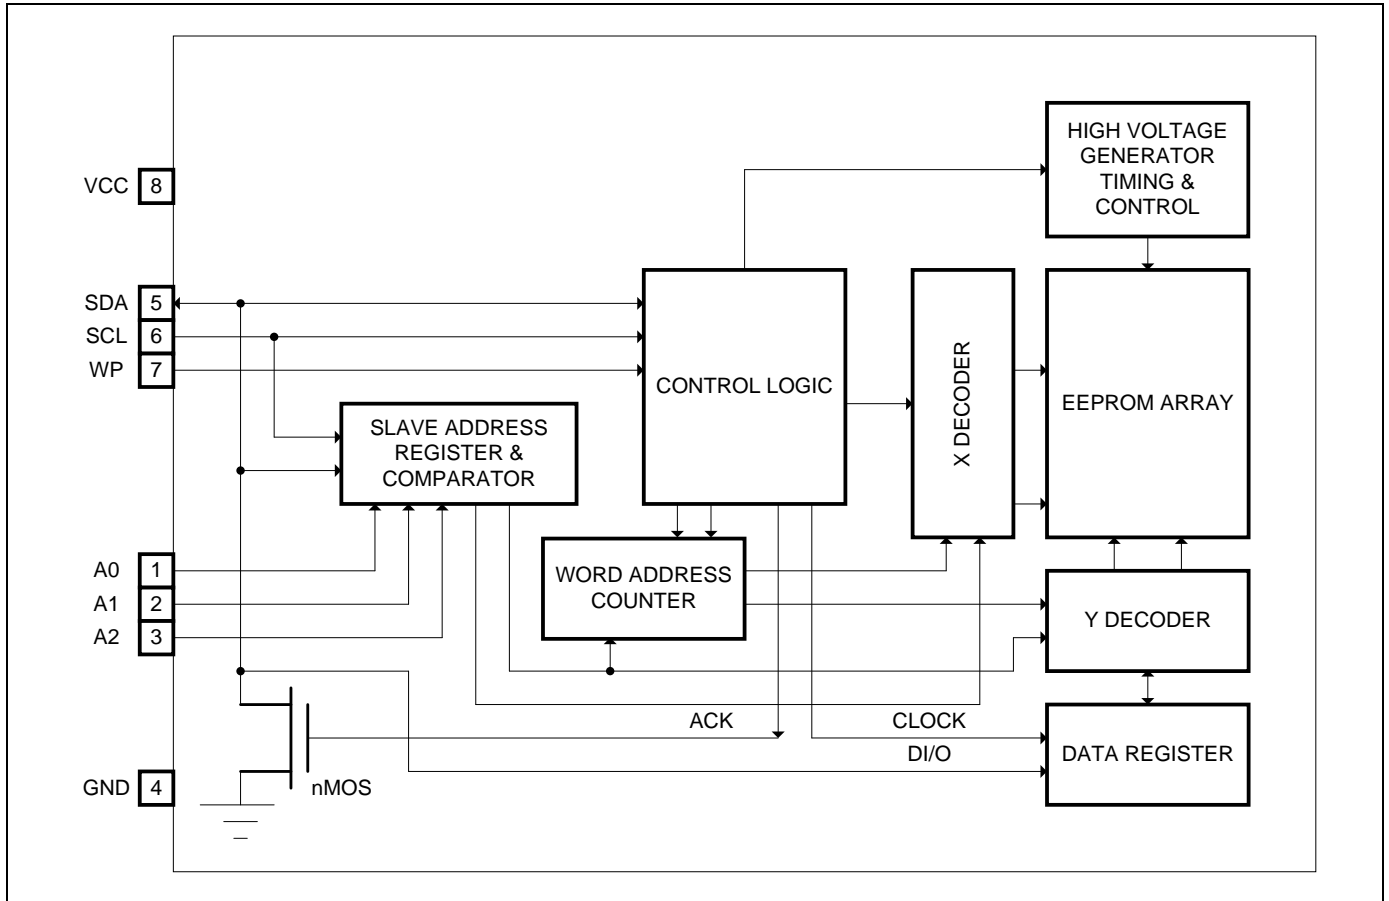 HIGH VOLTAGE
GENERATOR
TIMING &
CONTROL
VCC 8
SDA 5
SCL 6
WP 7
CONTROL LOGIC
X DECODER
EEPROM ARRAY
SLAVE ADDRESS
REGISTER &
COMPARATOR
A0 1
A1 2
A2 3
WORD ADDRESS
COUNTER
Y DECODER
ACK
CLOCK
DI/O
DATA REGISTER
GND 4
nMOS